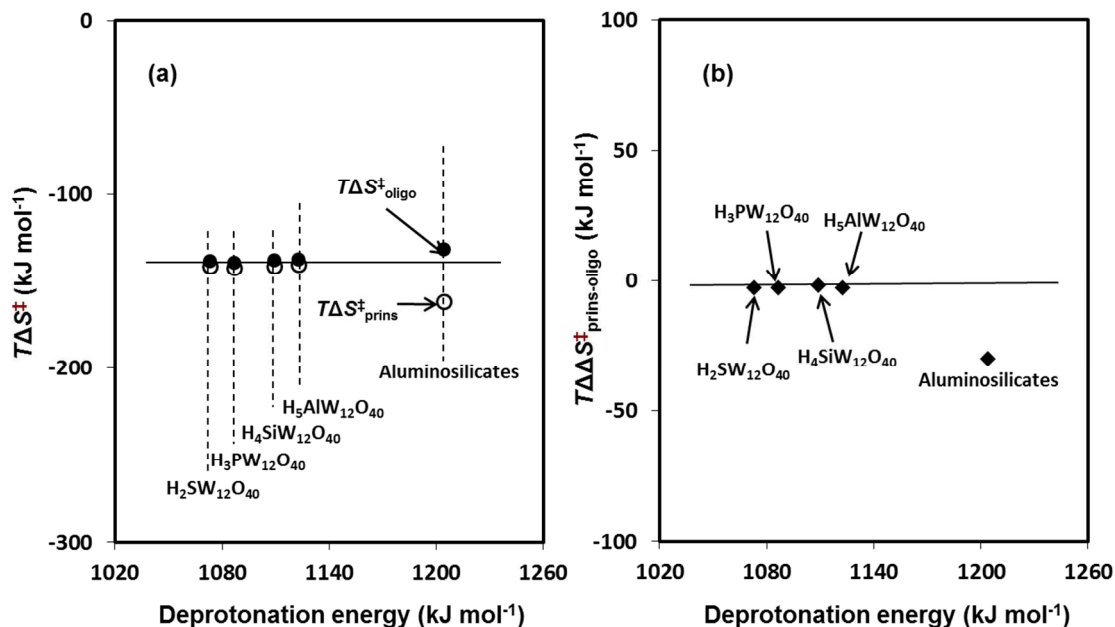 (a)
0
-100
-200
-300
TΔS‡ (kJ mol⁻¹)
TΔS‡oligo
TΔS‡prins
Aluminosilicates
H₅AlW₁₂O₄₀
H₄SiW₁₂O₄₀
H₃PW₁₂O₄₀
H₂SW₁₂O₄₀
1020 1080 1140 1200 1260
Deprotonation energy (kJ mol⁻¹)
(b)
100
50
0
-50
-100
TΔΔS‡prins-oligo (kJ mol⁻¹)
H₃PW₁₂O₄₀
H₅AlW₁₂O₄₀
H₂SW₁₂O₄₀
H₄SiW₁₂O₄₀
Aluminosilicates
1020 1080 1140 1200 1260
Deprotonation energy (kJ mol⁻¹)